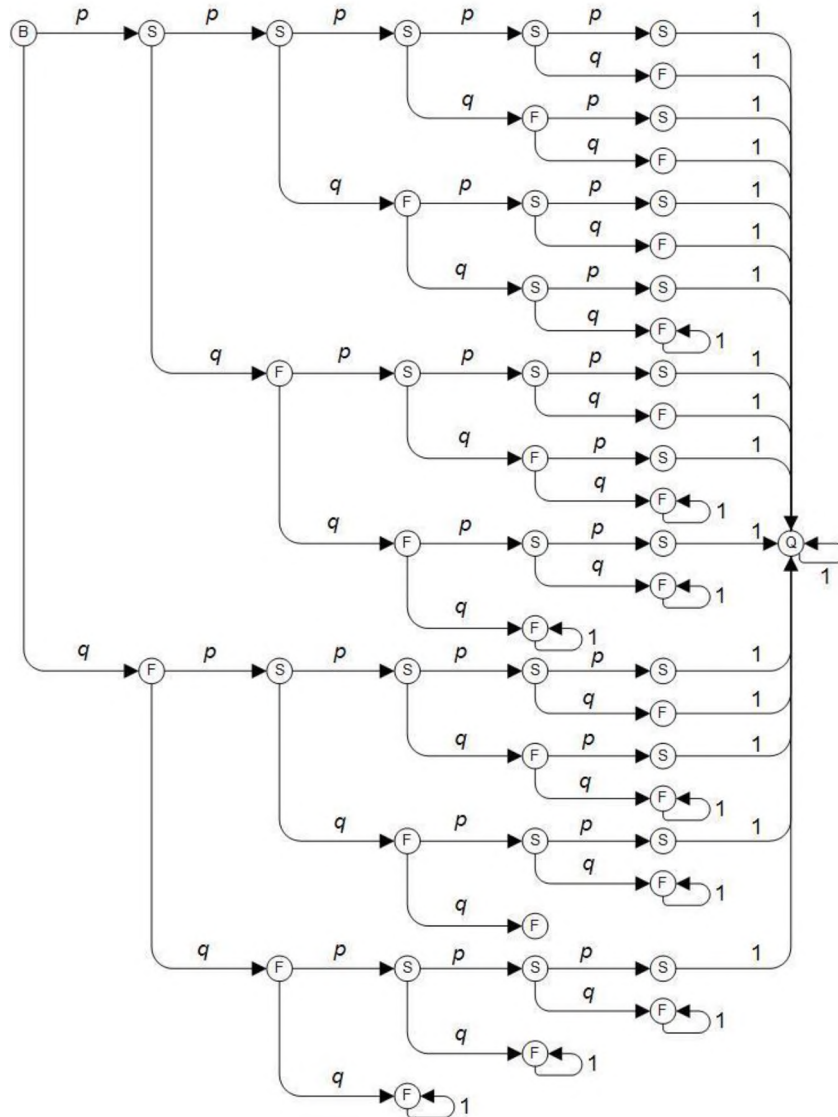 p p p p p 1
B S S S S S
q 1
F
q p 1
F S
q 1
F
q p p 1
F S S
q 1
F
q p 1
S S
q
F 1
q p p p 1
F S S S
q 1
F
q p 1
F S
q
F 1
q p p 1
F S S Q
q 1
F 1
q
F 1
q p p p p 1
F S S S S
q 1
F
q p 1
F S
q
F 1
q p p 1
F S S
q
F 1
q
F
q p p p 1
F S S S
q
F 1
q
F 1
q
F 1